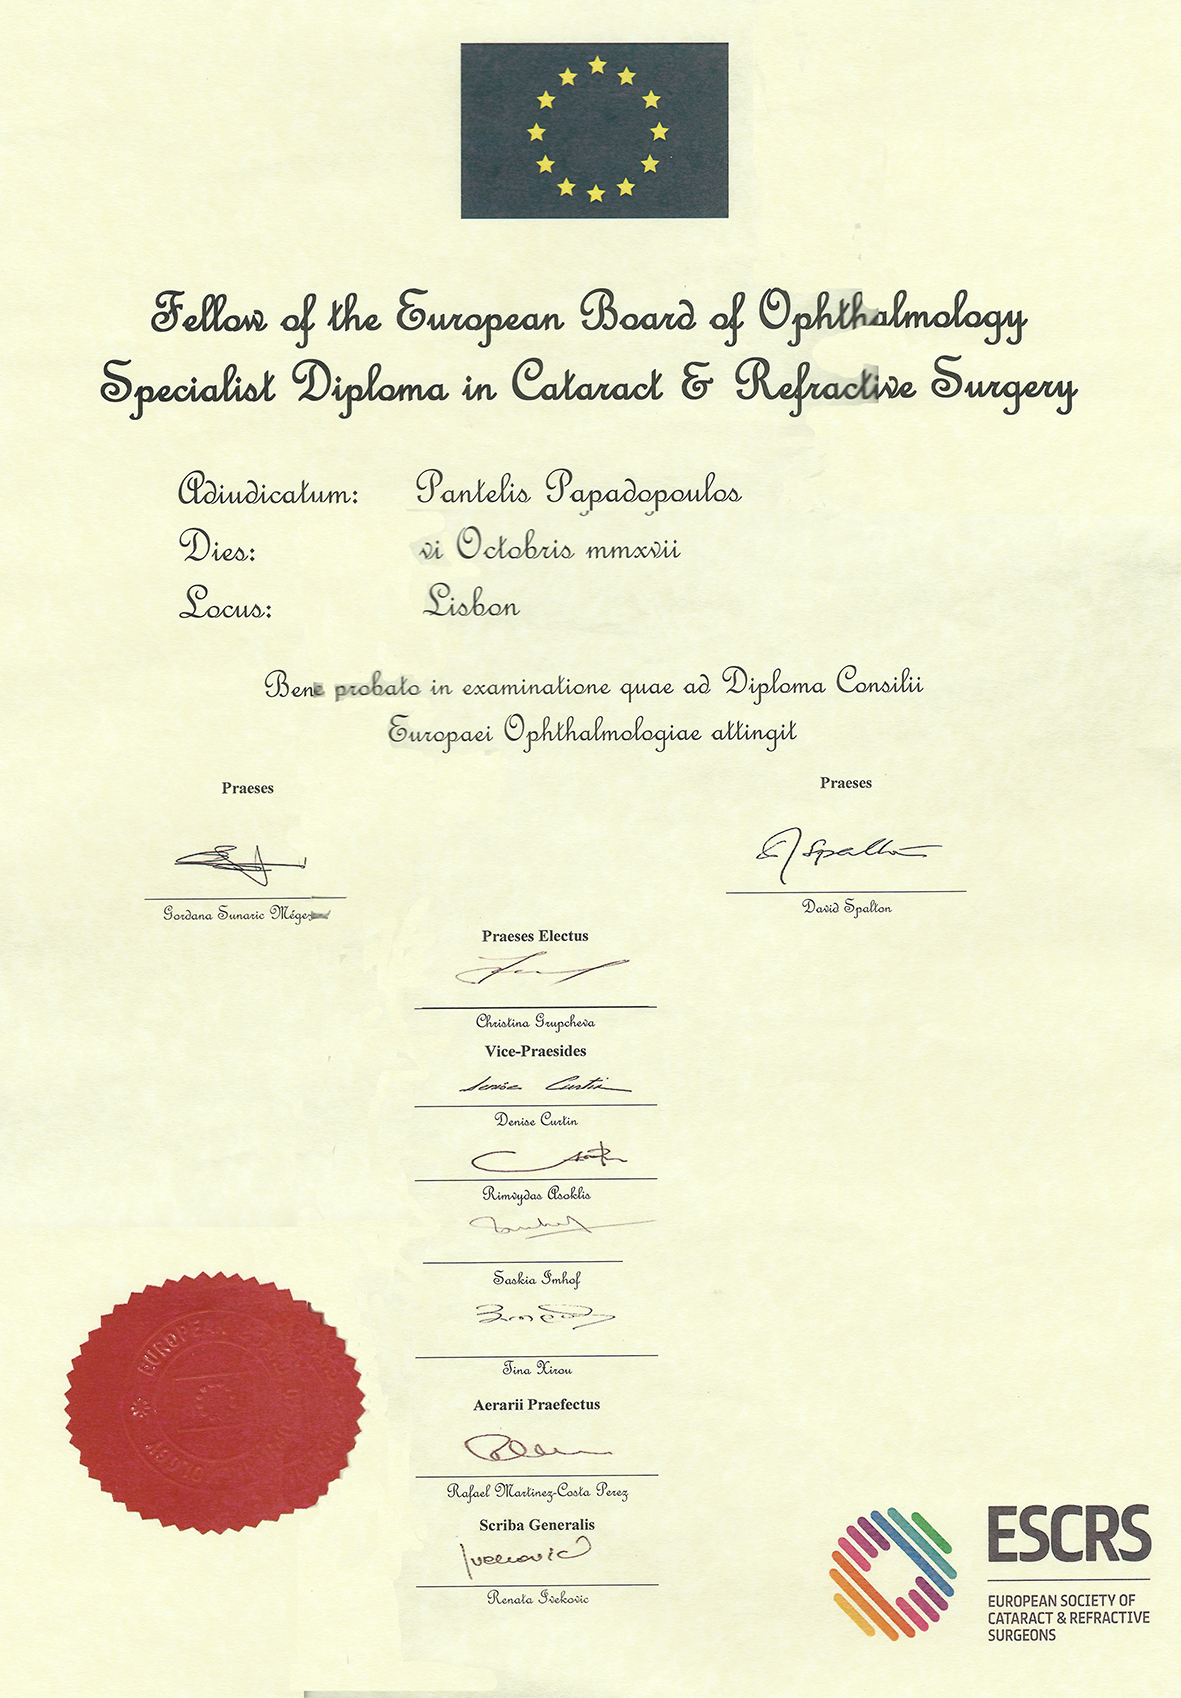 Fellow of the European Board of Ophthalmology
Specialist Diploma in Cataract & Refractive Surgery
Adiudicatum: Pantelis Papadopoulos
Dies: vi Octobris mmxvii
Locus: Lisbon
Bene probato in examinatione quae ad Diploma Consilii
Europaei Ophthalmologiae attingit
Praeses
Praeses
Gordana Sunaric Mégevand
D J Spalton
David Spalton
Praeses Electus
Christina Grupcheva
Vice-Praesides
Denise Curtin
Denise Curtin
Rimvydas Asoklis
Saskia Imhof
Tina Xirou
Aerarii Praefectus
Rafael Martinez-Costa Perez
Scriba Generalis
Ivekovic
Renata Ivekovic
EUROPEA
ESCRS
EUROPEAN SOCIETY OF
CATARACT & REFRACTIVE
SURGEONS